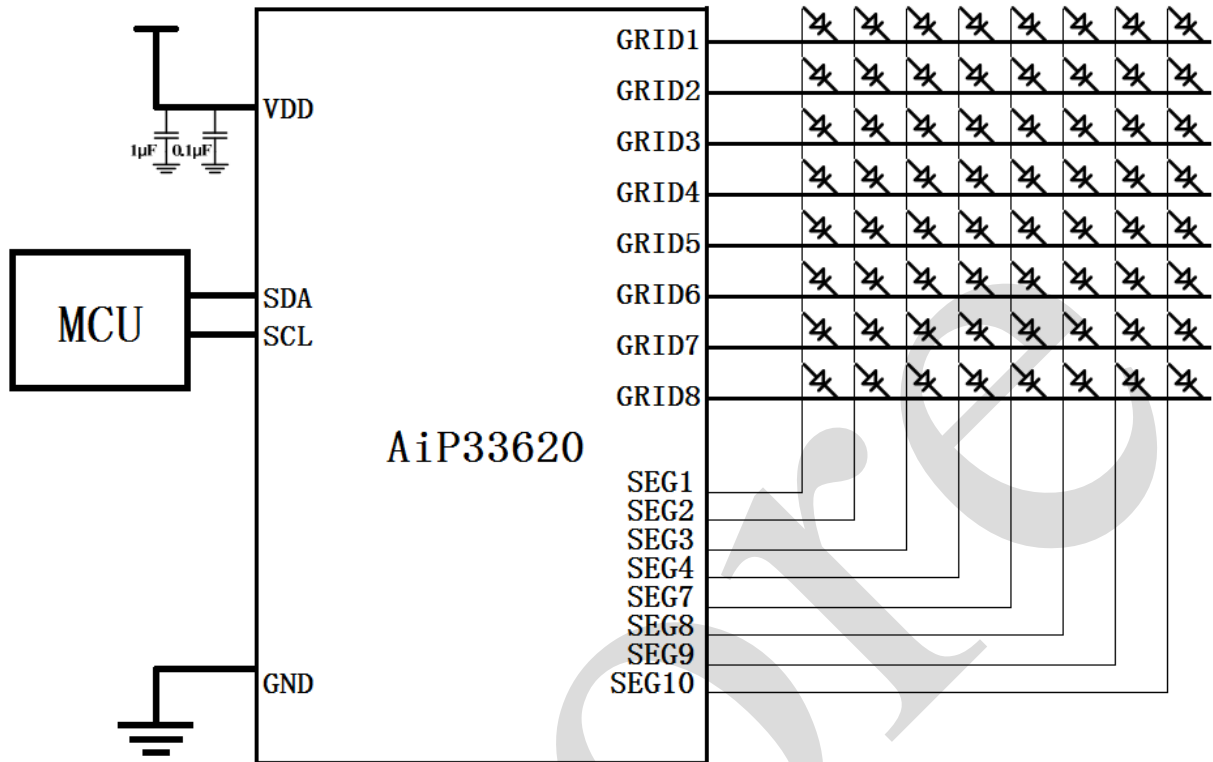 GRID1
GRID2
VDD
1μF 0.1μF
GRID3
GRID4
GRID5
SDA
GRID6
MCU
SCL
GRID7
GRID8
AiP33620
SEG1
SEG2
SEG3
SEG4
SEG7
SEG8
SEG9
GND
SEG10
ore